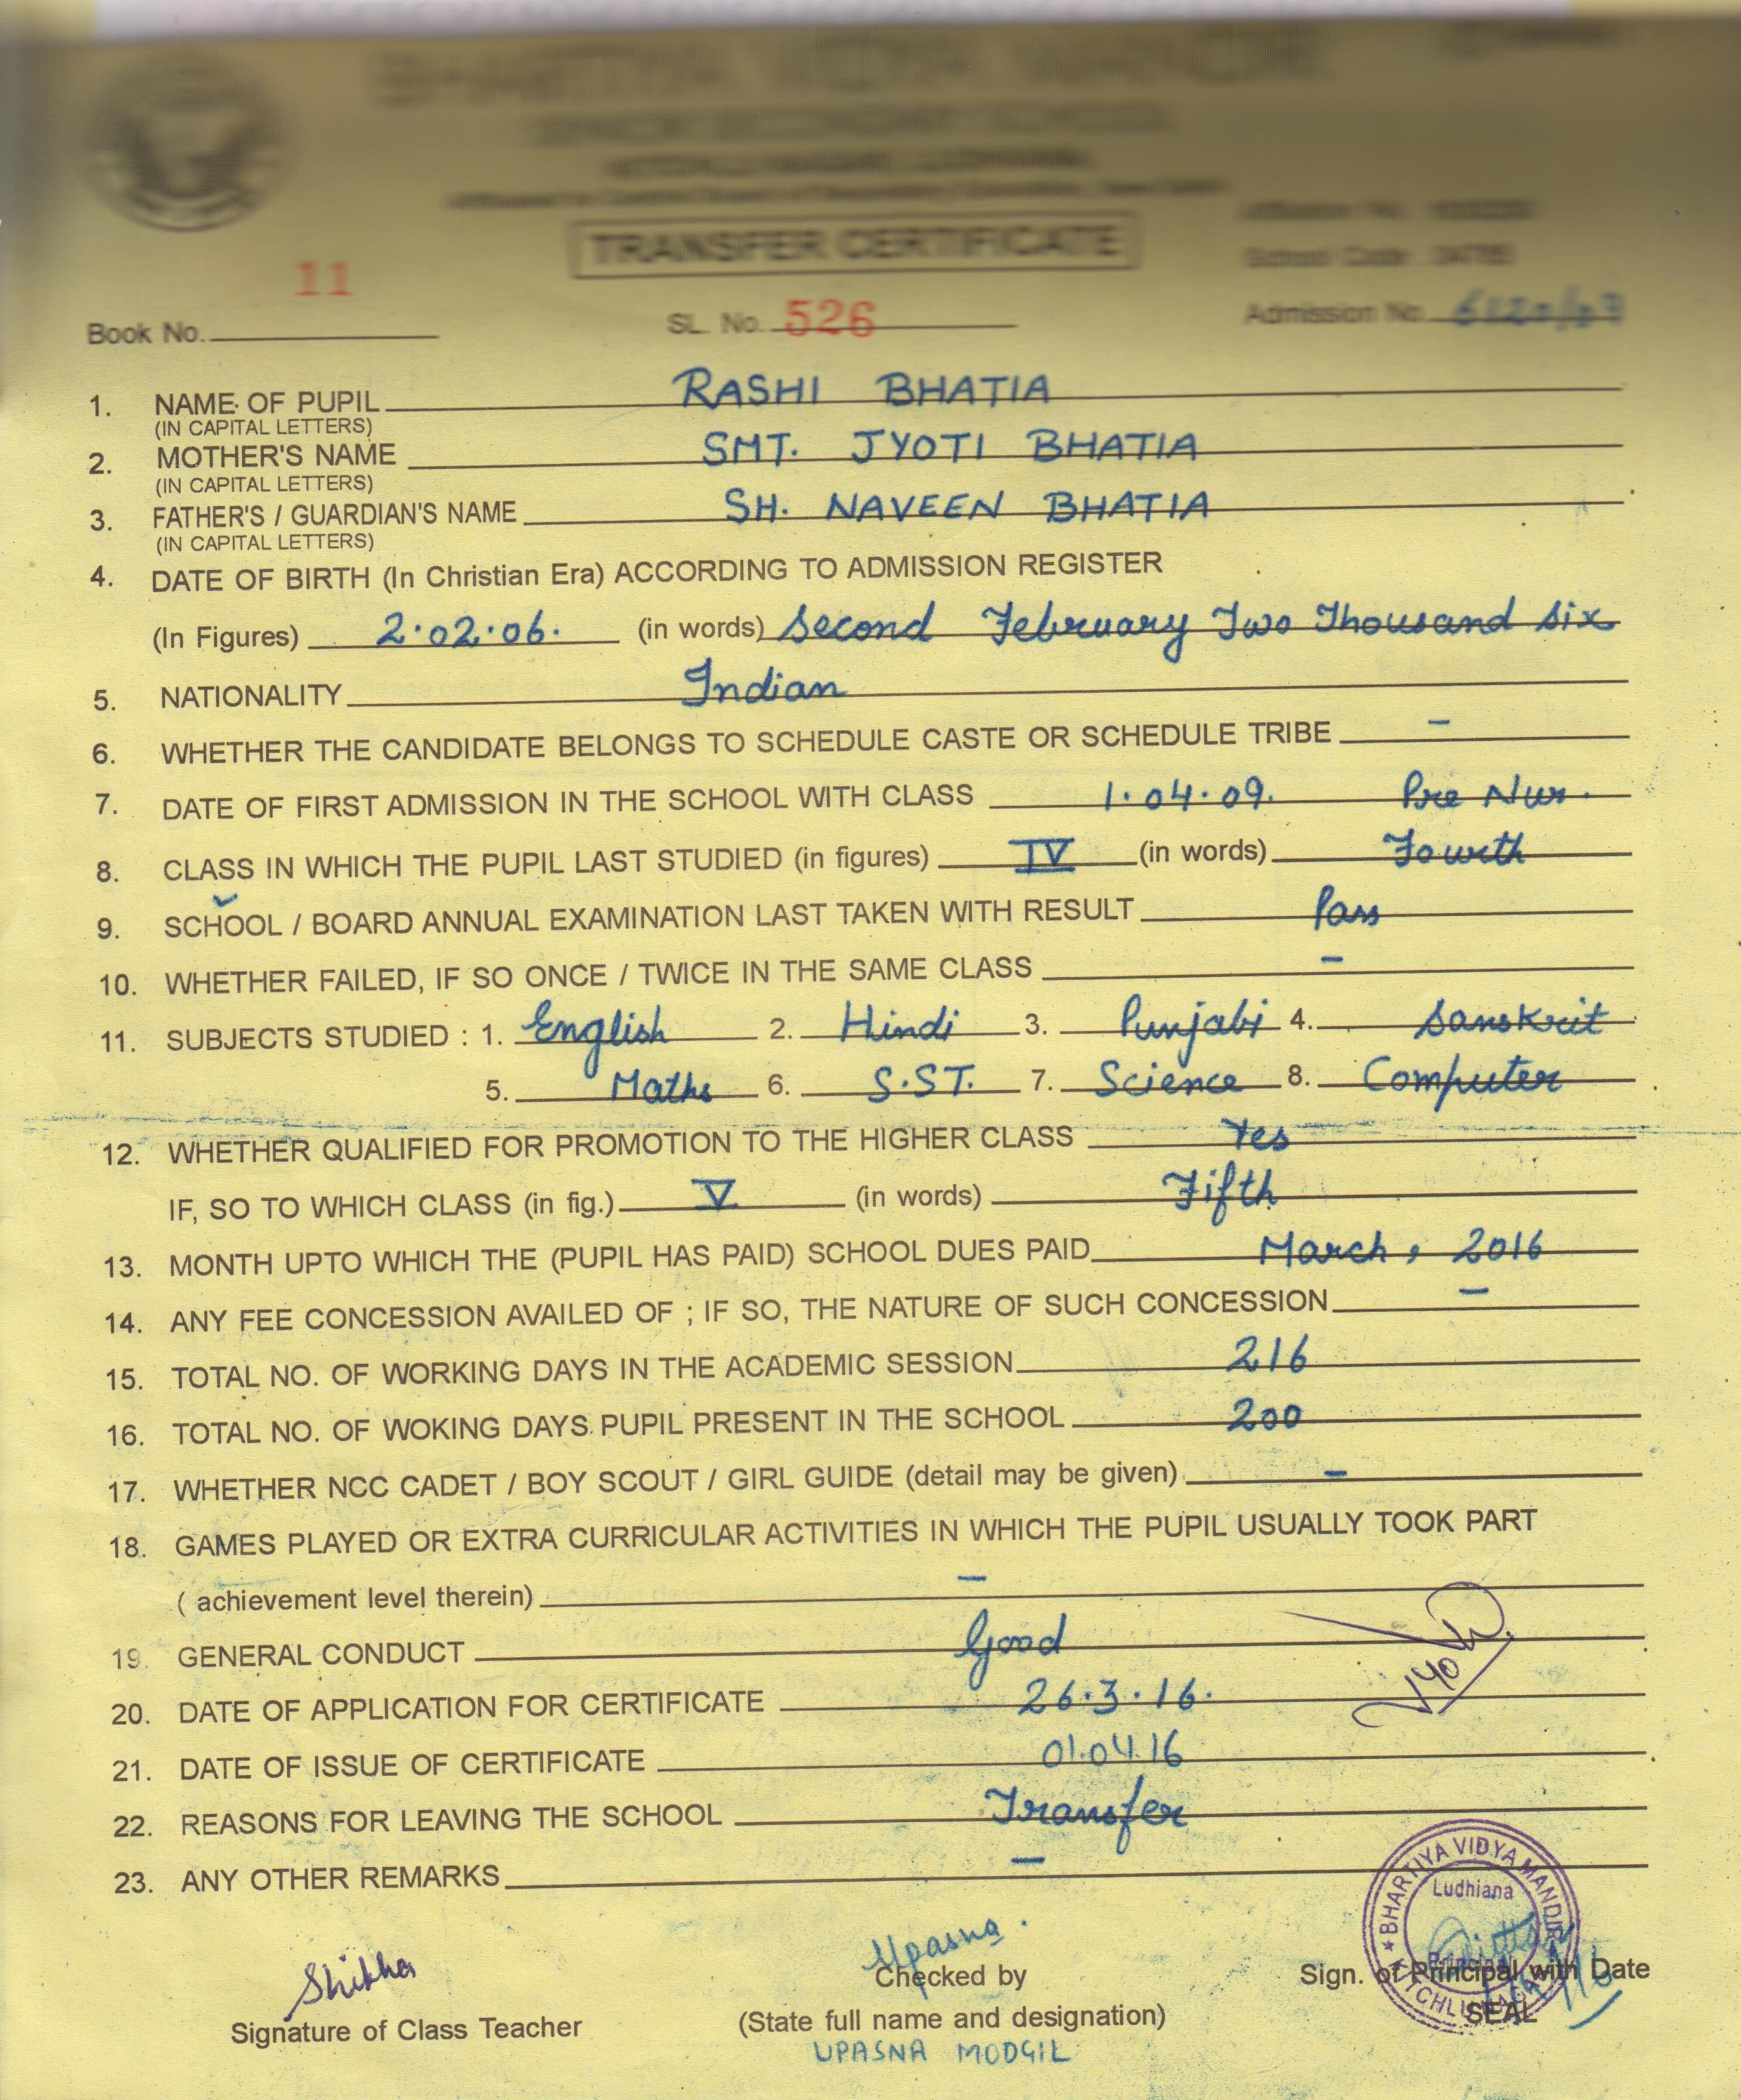 TRANSFER CERTIFICATE
11
Book No.
SL. No. 526
Admission No
1. NAME OF PUPIL RASHI BHATIA
(IN CAPITAL LETTERS)
2. MOTHER'S NAME SMT. JYOTI BHATIA
(IN CAPITAL LETTERS)
3. FATHER'S / GUARDIAN'S NAME SH. NAVEEN BHATIA
(IN CAPITAL LETTERS)
4. DATE OF BIRTH (In Christian Era) ACCORDING TO ADMISSION REGISTER
(In Figures) 2.02.06. (in words) Second February Two Thousand Six
5. NATIONALITY Indian
6. WHETHER THE CANDIDATE BELONGS TO SCHEDULE CASTE OR SCHEDULE TRIBE –
7. DATE OF FIRST ADMISSION IN THE SCHOOL WITH CLASS 1.04.09. Pre Nur.
8. CLASS IN WHICH THE PUPIL LAST STUDIED (in figures) IV (in words) Fourth
9. SCHOOL / BOARD ANNUAL EXAMINATION LAST TAKEN WITH RESULT Pass
10. WHETHER FAILED, IF SO ONCE / TWICE IN THE SAME CLASS –
11. SUBJECTS STUDIED : 1. English 2. Hindi 3. Punjabi 4. Sanskrit
5. Maths 6. S.ST. 7. Science 8. Computer
12. WHETHER QUALIFIED FOR PROMOTION TO THE HIGHER CLASS Yes
IF, SO TO WHICH CLASS (in fig.) V (in words) Fifth
13. MONTH UPTO WHICH THE (PUPIL HAS PAID) SCHOOL DUES PAID March, 2016
14. ANY FEE CONCESSION AVAILED OF ; IF SO, THE NATURE OF SUCH CONCESSION –
15. TOTAL NO. OF WORKING DAYS IN THE ACADEMIC SESSION 216
16. TOTAL NO. OF WOKING DAYS PUPIL PRESENT IN THE SCHOOL 200
17. WHETHER NCC CADET / BOY SCOUT / GIRL GUIDE (detail may be given) –
18. GAMES PLAYED OR EXTRA CURRICULAR ACTIVITIES IN WHICH THE PUPIL USUALLY TOOK PART
( achievement level therein) –
19. GENERAL CONDUCT Good
20. DATE OF APPLICATION FOR CERTIFICATE 26.3.16.
21. DATE OF ISSUE OF CERTIFICATE 01.04.16
22. REASONS FOR LEAVING THE SCHOOL Transfer
23. ANY OTHER REMARKS –
BHARTIYA VIDYA MANDIR
Ludhiana
Principal
Shikha
Signature of Class Teacher
Upasna.
Checked by
(State full name and designation)
UPASNA MODGIL
Sign. of Principal with Date
SEAL